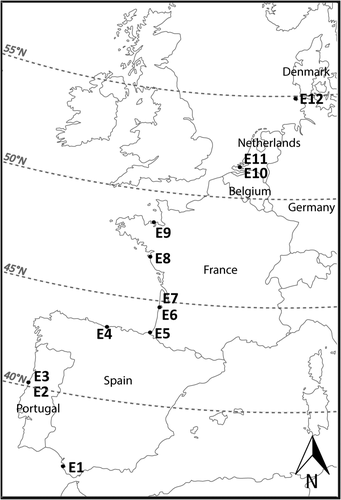 55°N
Denmark
E12
Netherlands
E11
50°N
E10
Belgium
Germany
E9
E8
France
45°N
E7
E6
E4
E5
40°N
E3
Spain
E2
Portugal
E1
N